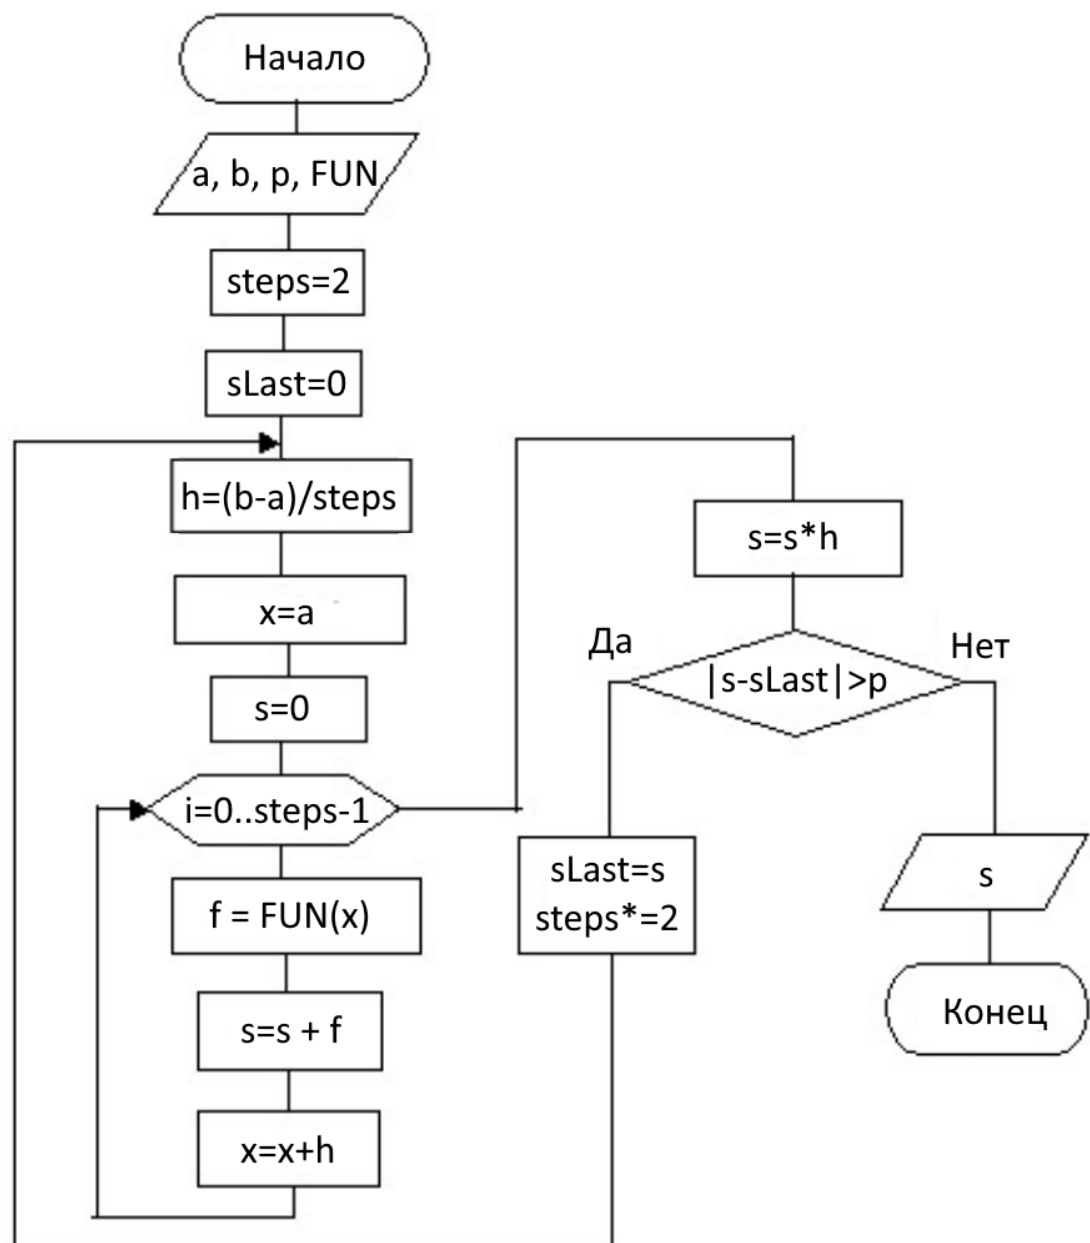 Начало
a, b, p, FUN
steps=2
sLast=0
h=(b-a)/steps
x=a
s=0
i=0..steps-1
f = FUN(x)
s=s + f
x=x+h
s=s*h
Да
Нет
|s-sLast|>p
sLast=s
steps*=2
s
Конец